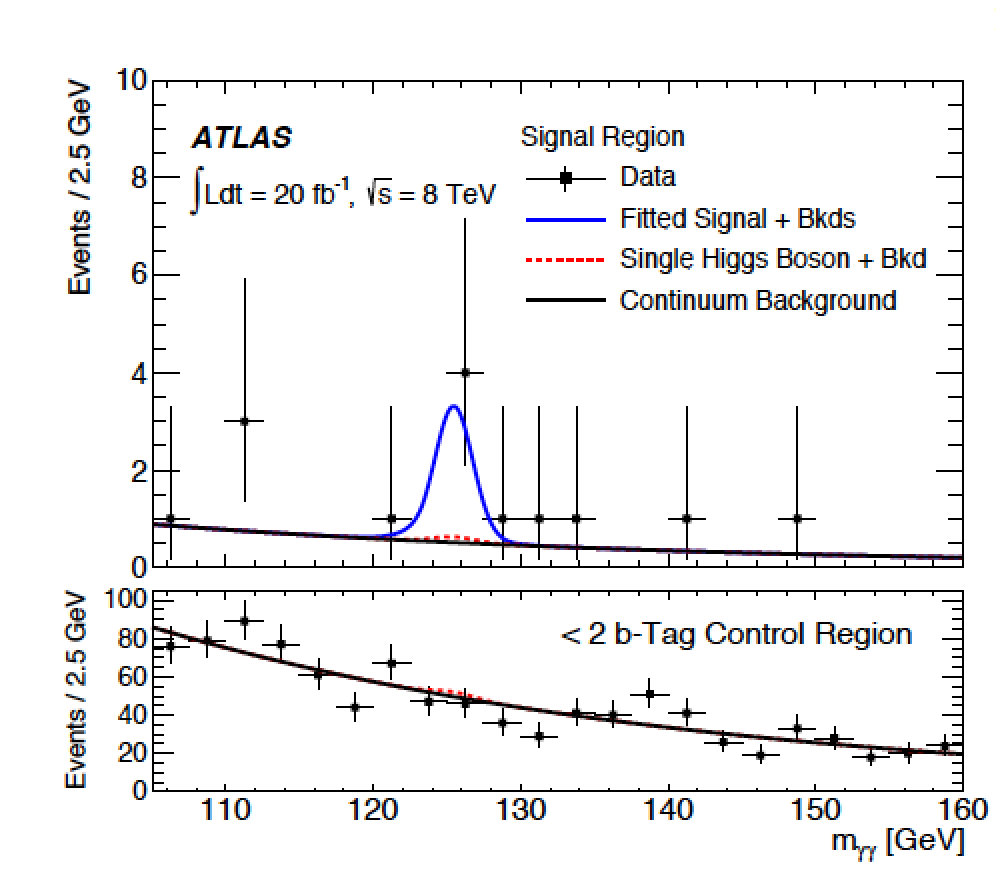 Events / 2.5 GeV
10
8
6
4
2
0
ATLAS
∫Ldt = 20 fb⁻¹, √s = 8 TeV
Signal Region
Data
Fitted Signal + Bkds
Single Higgs Boson + Bkd
Continuum Background
Events / 2.5 GeV
100
80
60
40
20
0
< 2 b-Tag Control Region
110 120 130 140 150 160
mγγ [GeV]